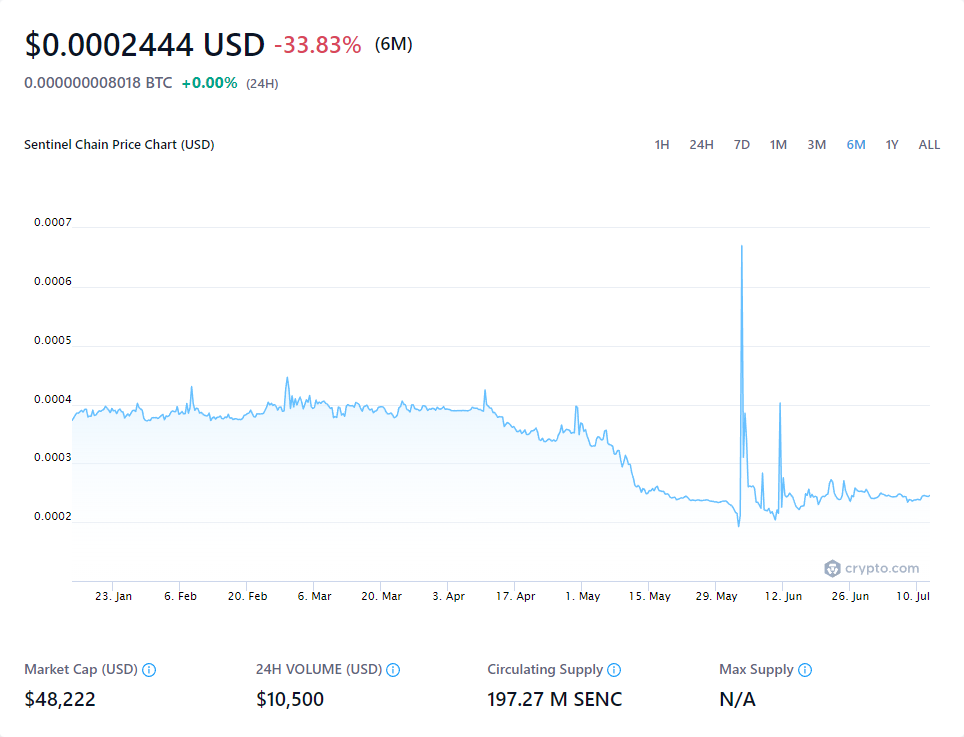 $0.0002444 USD -33.83% (6M)
0.000000008018 BTC +0.00% (24H)
Sentinel Chain Price Chart (USD) 1H 24H 7D 1M 3M 6M 1Y ALL
0.0007
0.0006
0.0005
0.0004
0.0003
0.0002
crypto.com
23. Jan 6. Feb 20. Feb 6. Mar 20. Mar 3. Apr 17. Apr 1. May 15. May 29. May 12. Jun 26. Jun 10. Jul
Market Cap (USD) 24H VOLUME (USD) Circulating Supply Max Supply
$48,222 $10,500 197.27 M SENC N/A